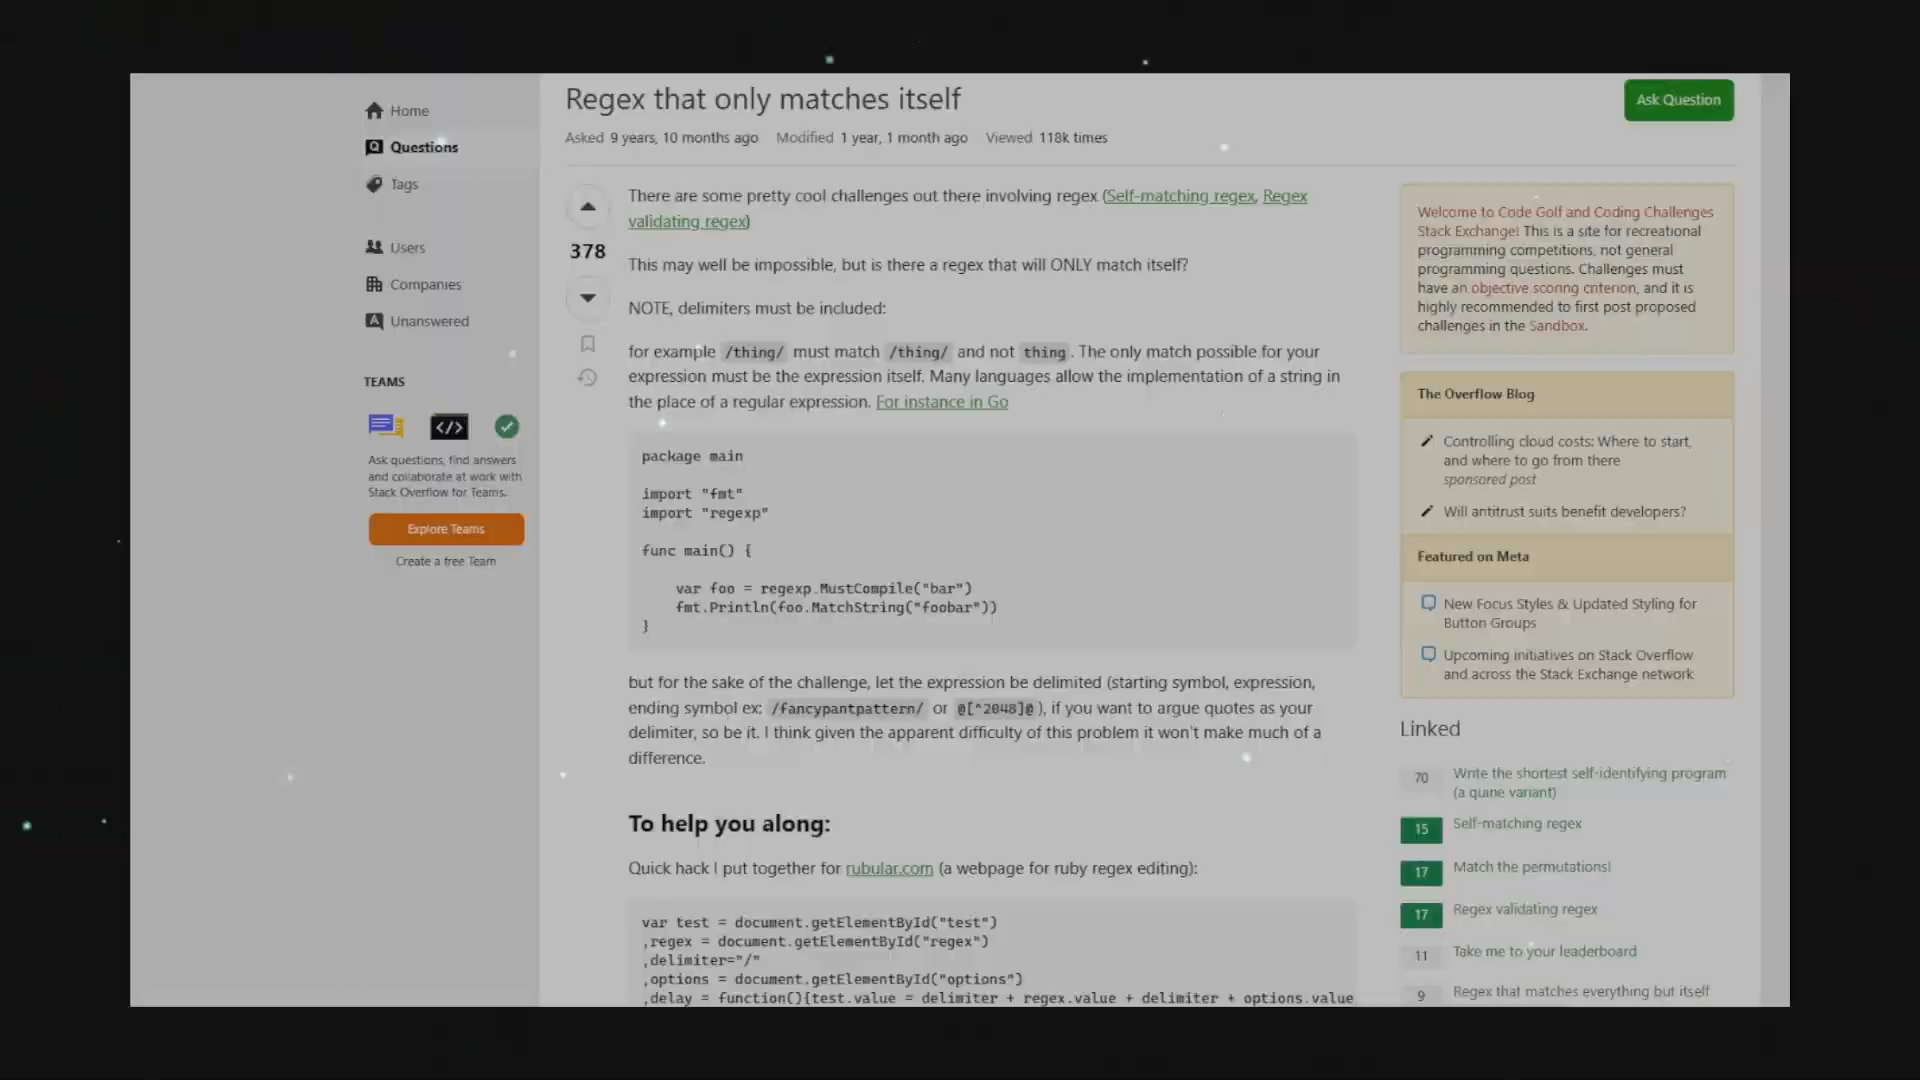 Home
Questions
Tags
Users
Companies
Unanswered
TEAMS
</>
Ask questions, find answers
and collaborate at work with
Stack Overflow for Teams.
Explore Teams
Create a free Team
Regex that only matches itself
Asked 9 years, 10 months ago Modified 1 year, 1 month ago Viewed 118k times
Ask Question
378
There are some pretty cool challenges out there involving regex (Self-matching regex, Regex
validating regex)
This may well be impossible, but is there a regex that will ONLY match itself?
NOTE, delimiters must be included:
for example /thing/ must match /thing/ and not thing. The only match possible for your
expression must be the expression itself. Many languages allow the implementation of a string in
the place of a regular expression. For instance in Go
package main
import "fmt"
import "regexp"
func main() {
var foo = regexp.MustCompile("bar")
fmt.Println(foo.MatchString("foobar"))
}
but for the sake of the challenge, let the expression be delimited (starting symbol, expression,
ending symbol ex: /fancypantpattern/ or @[^2048]@), if you want to argue quotes as your
delimiter, so be it. I think given the apparent difficulty of this problem it won't make much of a
difference.
To help you along:
Quick hack I put together for rubular.com (a webpage for ruby regex editing):
var test = document.getElementById("test")
,regex = document.getElementById("regex")
,delimiter="/"
,options = document.getElementById("options")
,delay = function(){test.value = delimiter + regex.value + delimiter + options.value
Welcome to Code Golf and Coding Challenges
Stack Exchange! This is a site for recreational
programming competitions, not general
programming questions. Challenges must
have an objective scoring criterion, and it is
highly recommended to first post proposed
challenges in the Sandbox.
The Overflow Blog
Controlling cloud costs: Where to start,
and where to go from there
sponsored post
Will antitrust suits benefit developers?
Featured on Meta
New Focus Styles & Updated Styling for
Button Groups
Upcoming initiatives on Stack Overflow
and across the Stack Exchange network
Linked
70 Write the shortest self-identifying program
(a quine variant)
15 Self-matching regex
17 Match the permutations!
17 Regex validating regex
11 Take me to your leaderboard
9 Regex that matches everything but itself